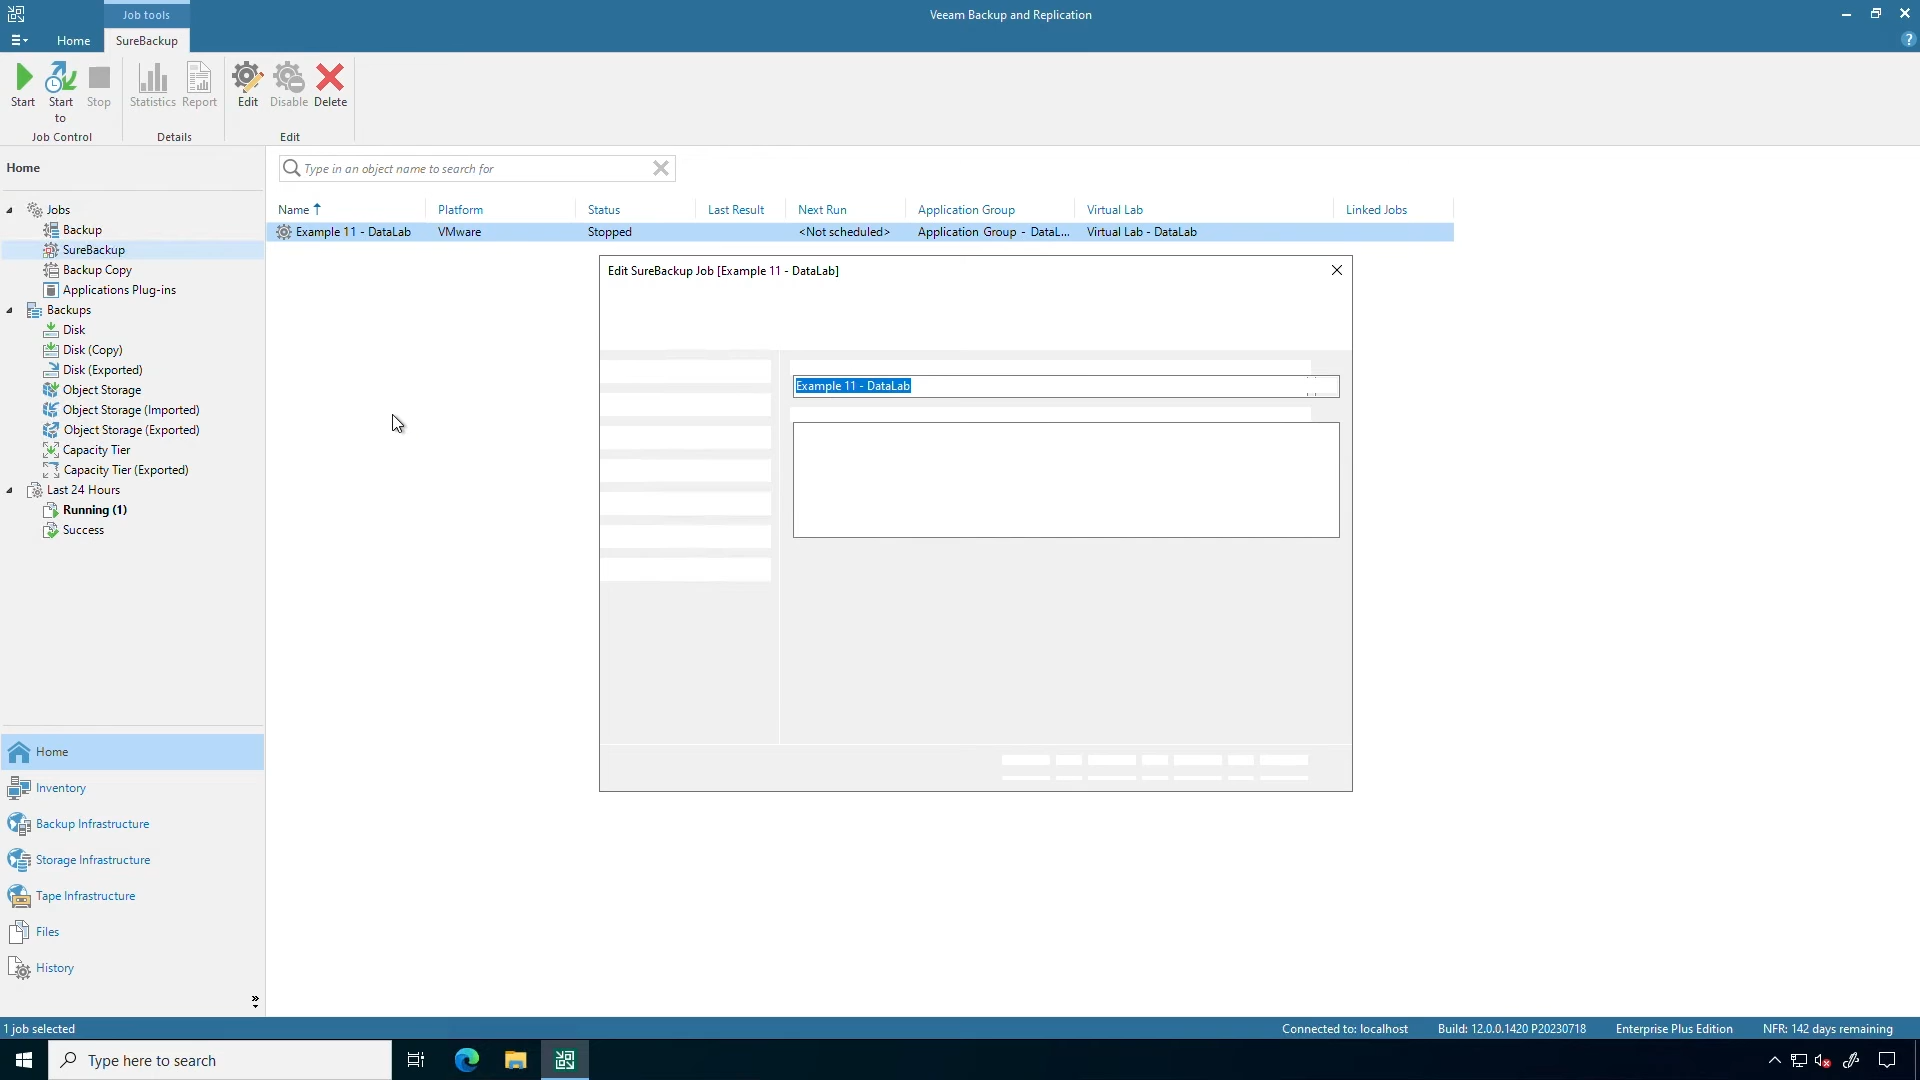 Job tools
Veeam Backup and Replication
Home
SureBackup
Start
Start
to
Stop
Statistics
Report
Edit
Disable
Delete
Job Control
Details
Edit
Home
Type in an object name to search for
Name
Platform
Status
Last Result
Next Run
Application Group
Virtual Lab
Linked Jobs
Example 11 - DataLab
VMware
Stopped
<Not scheduled>
Application Group - DataL...
Virtual Lab - DataLab
Jobs
Backup
SureBackup
Backup Copy
Applications Plug-ins
Backups
Disk
Disk (Copy)
Disk (Exported)
Object Storage
Object Storage (Imported)
Object Storage (Exported)
Capacity Tier
Capacity Tier (Exported)
Last 24 Hours
Running (1)
Success
Edit SureBackup Job [Example 11 - DataLab]
Example 11 - DataLab
Home
Inventory
Backup Infrastructure
Storage Infrastructure
Tape Infrastructure
Files
History
1 job selected
Connected to: localhost
Build: 12.0.0.1420 P20230718
Enterprise Plus Edition
NFR: 142 days remaining
Type here to search